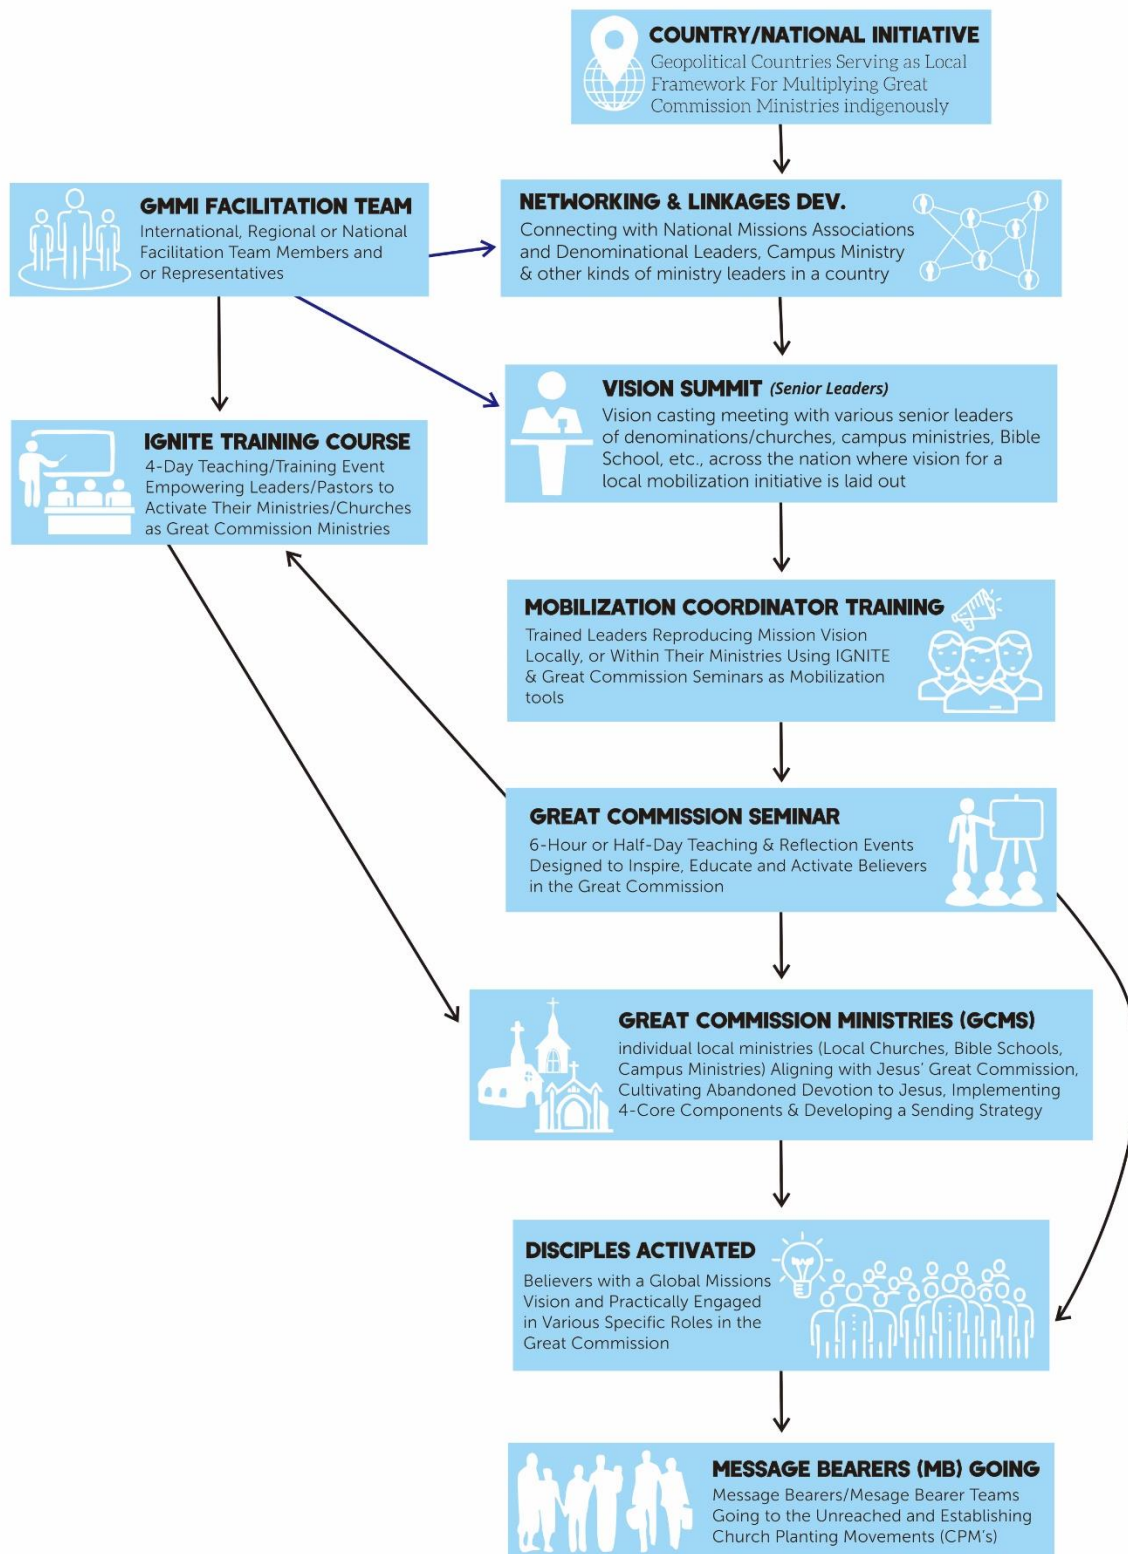 COUNTRY/NATIONAL INITIATIVE
Geopolitical Countries Serving as Local
Framework For Multiplying Great
Commission Ministries indigenously
GMMI FACILITATION TEAM
International, Regional or National
Facilitation Team Members and
or Representatives
NETWORKING & LINKAGES DEV.
Connecting with National Missions Associations
and Denominational Leaders, Campus Ministry
& other kinds of ministry leaders in a country
VISION SUMMIT (Senior Leaders)
Vision casting meeting with various senior leaders
of denominations/churches, campus ministries, Bible
School, etc., across the nation where vision for a
local mobilization initiative is laid out
IGNITE TRAINING COURSE
4-Day Teaching/Training Event
Empowering Leaders/Pastors to
Activate Their Ministries/Churches
as Great Commission Ministries
MOBILIZATION COORDINATOR TRAINING
Trained Leaders Reproducing Mission Vision
Locally, or Within Their Ministries Using IGNITE
& Great Commission Seminars as Mobilization
tools
GREAT COMMISSION SEMINAR
6-Hour or Half-Day Teaching & Reflection Events
Designed to Inspire, Educate and Activate Believers
in the Great Commission
GREAT COMMISSION MINISTRIES (GCMS)
individual local ministries (Local Churches, Bible Schools,
Campus Ministries) Aligning with Jesus' Great Commission,
Cultivating Abandoned Devotion to Jesus, Implementing
4-Core Components & Developing a Sending Strategy
DISCIPLES ACTIVATED
Believers with a Global Missions
Vision and Practically Engaged
in Various Specific Roles in the
Great Commission
MESSAGE BEARERS (MB) GOING
Message Bearers/Mesage Bearer Teams
Going to the Unreached and Establishing
Church Planting Movements (CPM's)